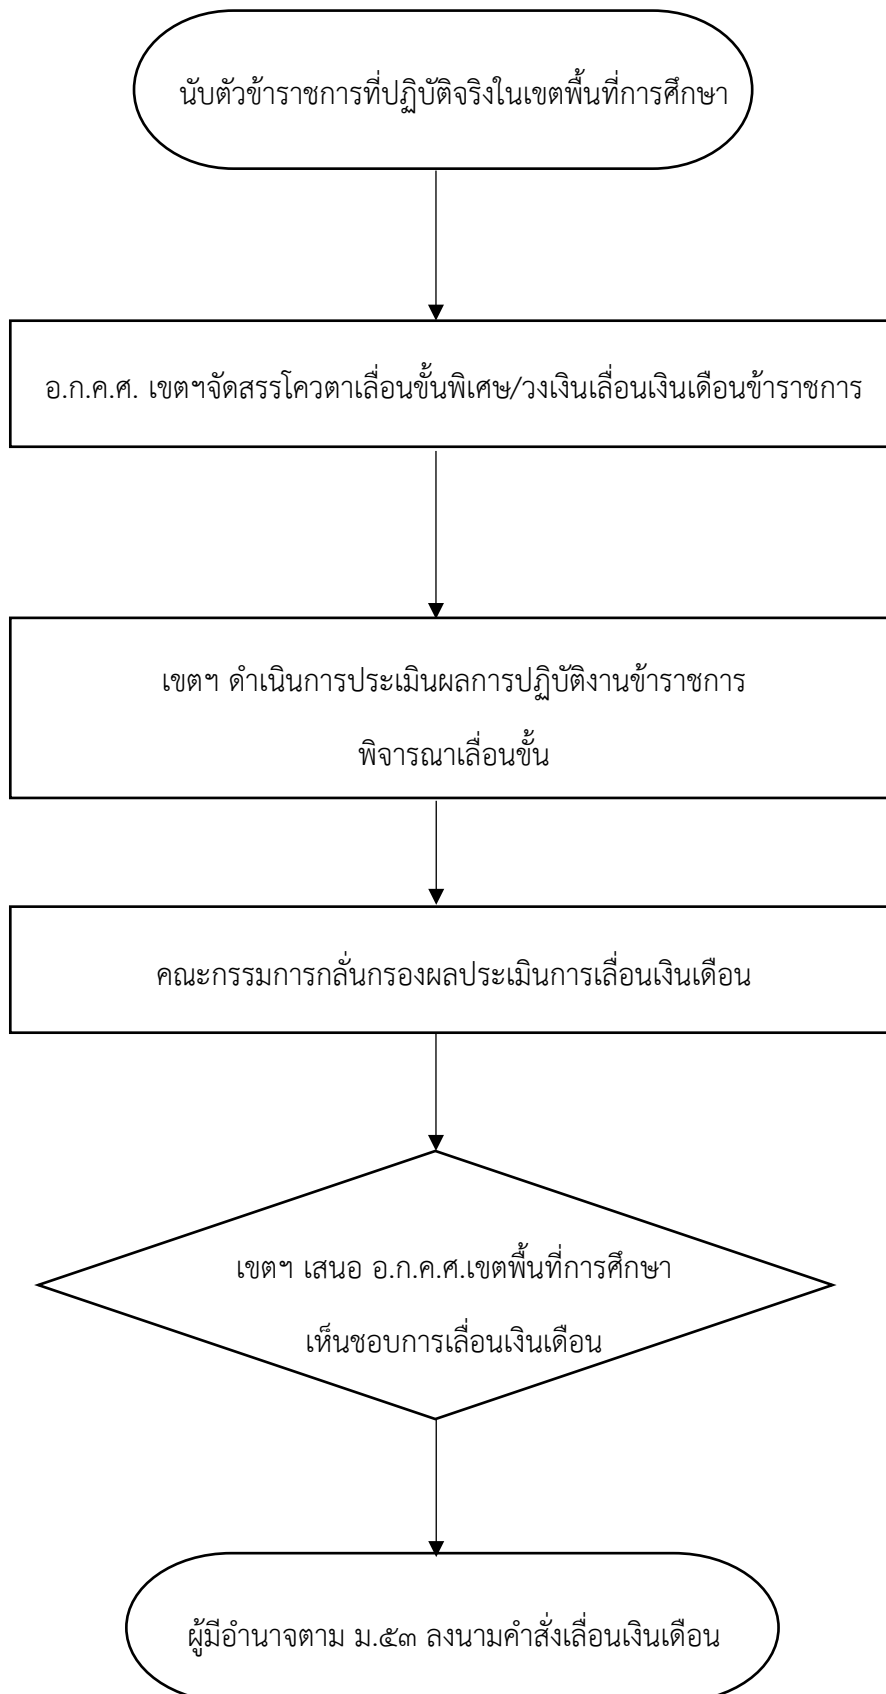 นับตัวข้าราชการที่ปฏิบัติจริงในเขตพื้นที่การศึกษา
อ.ก.ค.ศ. เขตฯจัดสรรโควตาเลื่อนขั้นพิเศษ/วงเงินเลื่อนเงินเดือนข้าราชการ
เขตฯ ดำเนินการประเมินผลการปฏิบัติงานข้าราชการ
พิจารณาเลื่อนขั้น
คณะกรรมการกลั่นกรองผลประเมินการเลื่อนเงินเดือน
เขตฯ เสนอ อ.ก.ค.ศ.เขตพื้นที่การศึกษา
เห็นชอบการเลื่อนเงินเดือน
ผู้มีอำนาจตาม ม.๕๓ ลงนามคำสั่งเลื่อนเงินเดือน